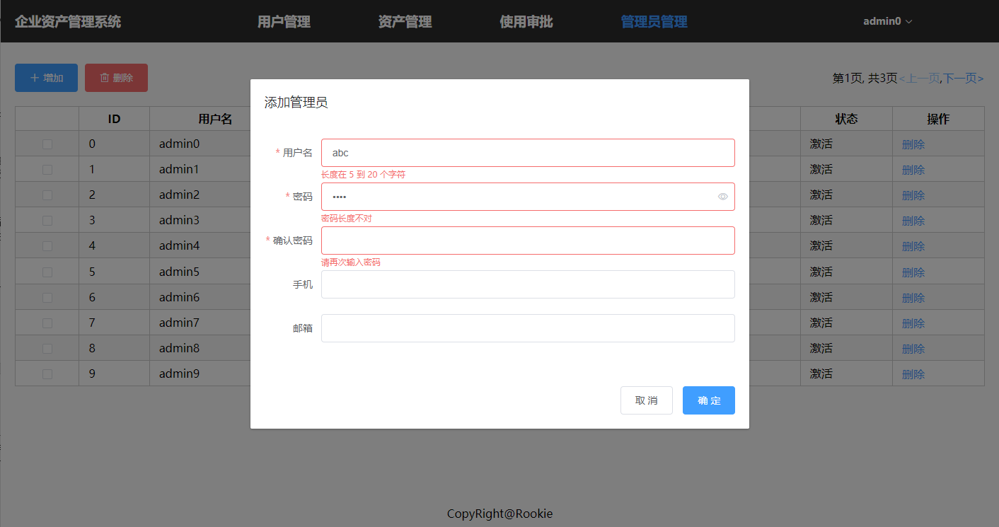 企业资产管理系统 用户管理 资产管理 使用审批 管理员管理 admin0
增加 删除 第1页, 共3页<上一页,下一页>
添加管理员
ID 用户名 状态 操作
* 用户名 abc
长度在 5 到 20 个字符
* 密码 ••••
密码长度不对
* 确认密码
请再次输入密码
手机
邮箱
取 消 确 定
0 admin0 激活 删除
1 admin1 激活 删除
2 admin2 激活 删除
3 admin3 激活 删除
4 admin4 激活 删除
5 admin5 激活 删除
6 admin6 激活 删除
7 admin7 激活 删除
8 admin8 激活 删除
9 admin9 激活 删除
CopyRight@Rookie